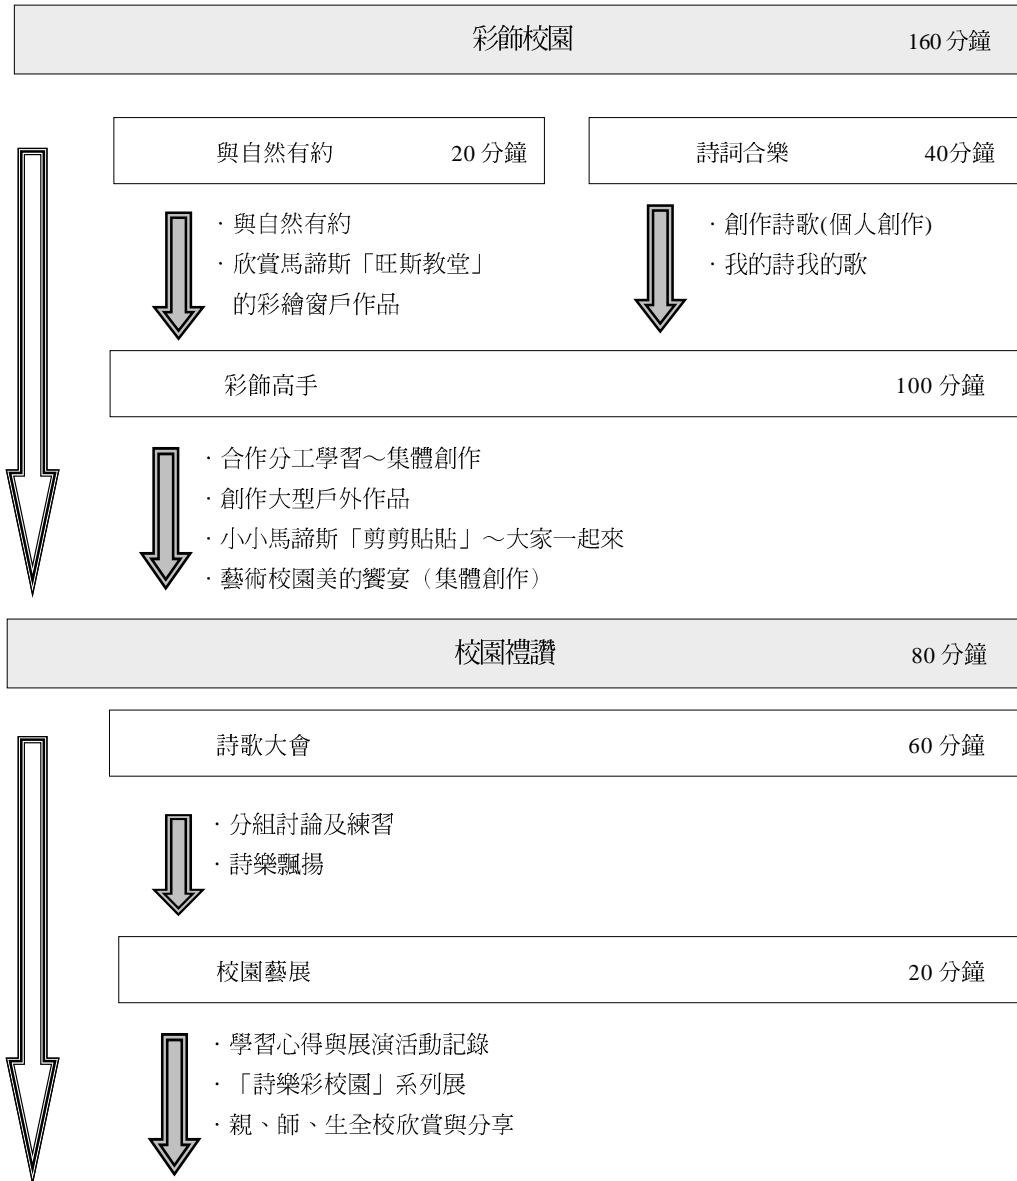 彩飾校園 160 分鐘
與自然有約 20 分鐘
詩詞合樂 40分鐘
．與自然有約
．欣賞馬諦斯「旺斯教堂」
的彩繪窗戶作品
．創作詩歌(個人創作)
．我的詩我的歌
彩飾高手 100 分鐘
．合作分工學習～集體創作
．創作大型戶外作品
．小小馬諦斯「剪剪貼貼」～大家一起來
．藝術校園美的饗宴（集體創作）
校園禮讚 80 分鐘
詩歌大會 60 分鐘
．分組討論及練習
．詩樂飄揚
校園藝展 20 分鐘
．學習心得與展演活動記錄
．「詩樂彩校園」系列展
．親、師、生全校欣賞與分享